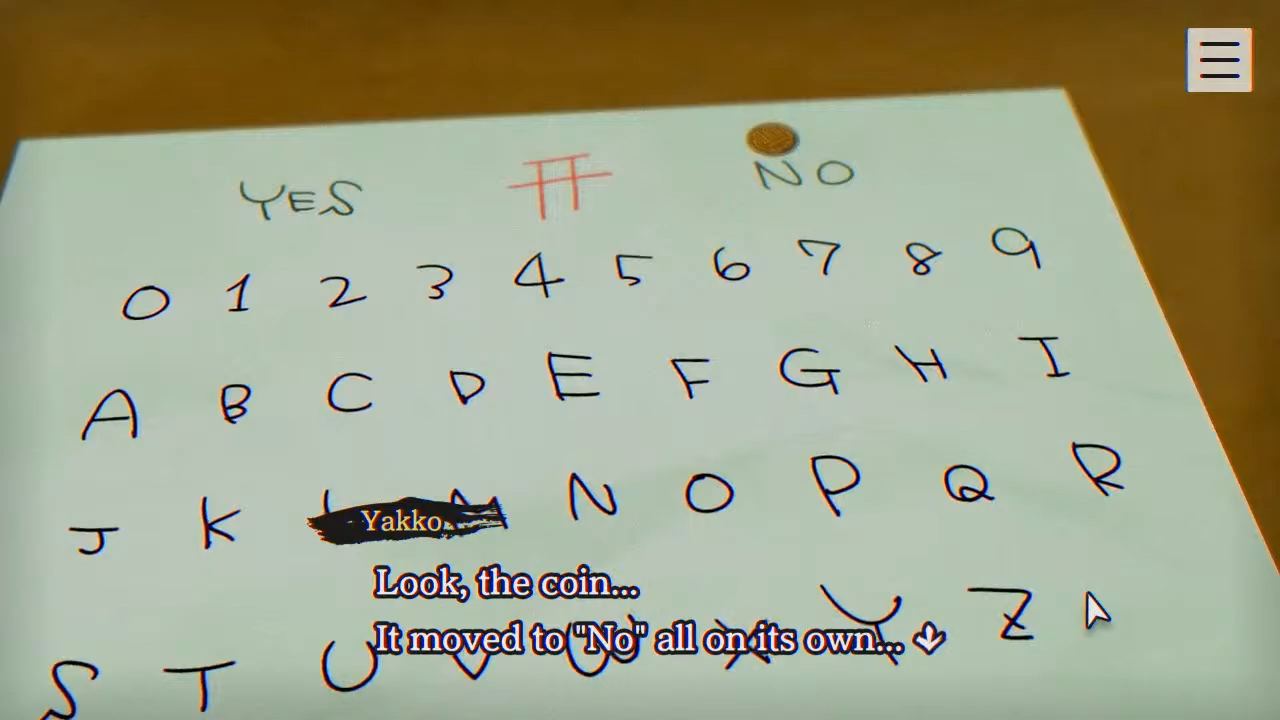 YES NO
0 1 2 3 4 5 6 7 8 9
A B C D E F G H I
J K L M N O P Q R
Yakko
Look, the coin...
It moved to "No" all on its own...
S T U V W X Y Z